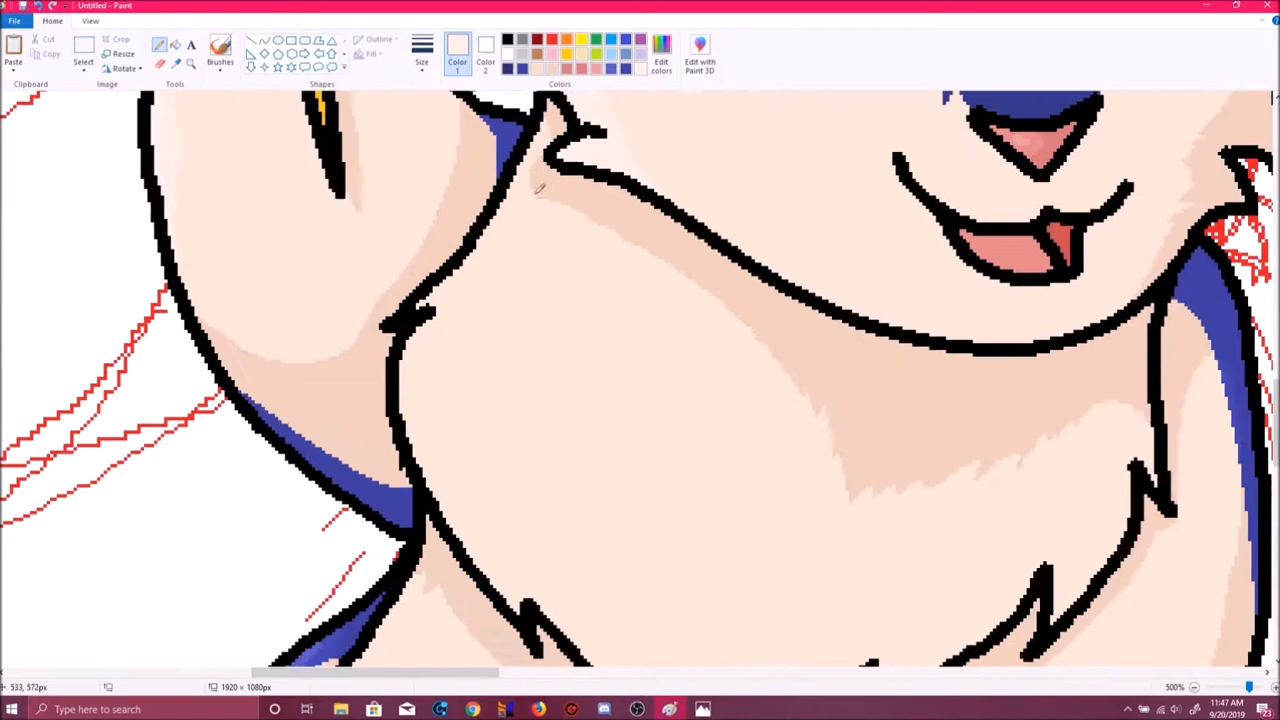 Untitled - Paint
File Home View
Paste
Cut
Copy
Clipboard
Select
Crop
Resize
Rotate
Image
A
Tools
Brushes
Outline
Fill
Shapes
Size
Color 1
Color 2
Edit colors
Colors
Edit with Paint 3D
533, 572px
1920 × 1080px
500%
Type here to search
11:47 AM
9/20/2019
23